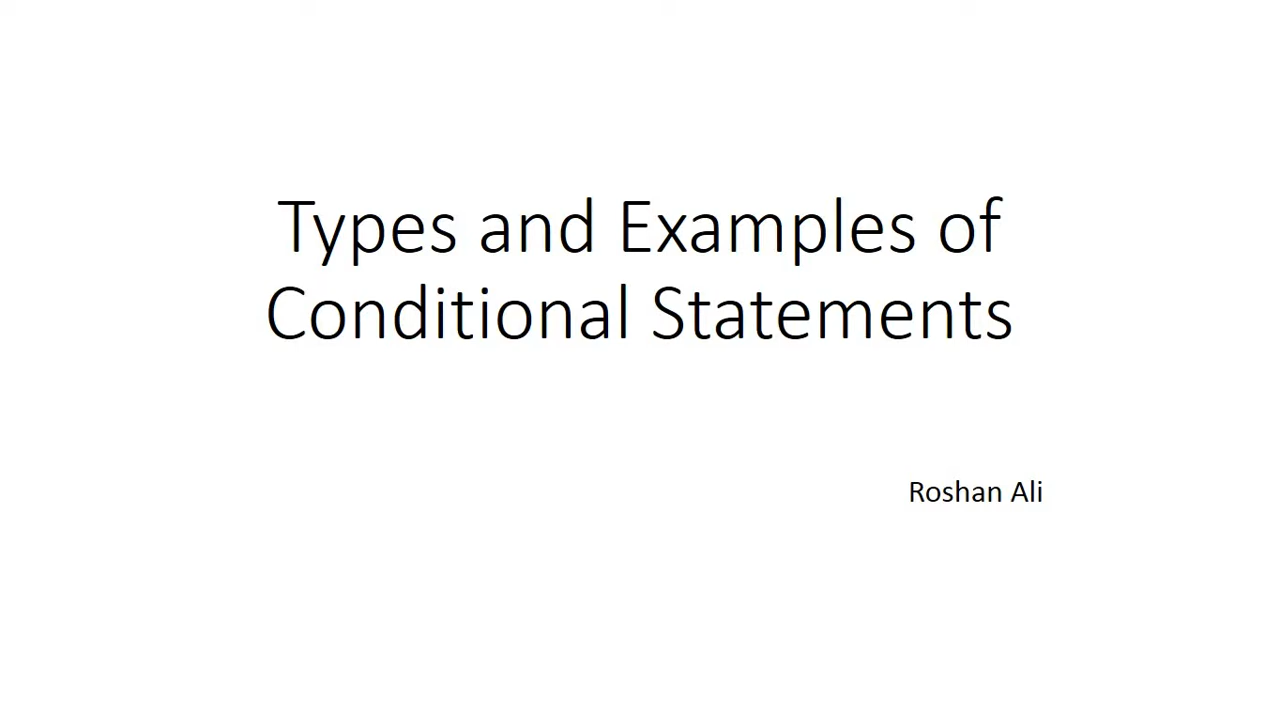 Types and Examples of
Conditional Statements
Roshan Ali